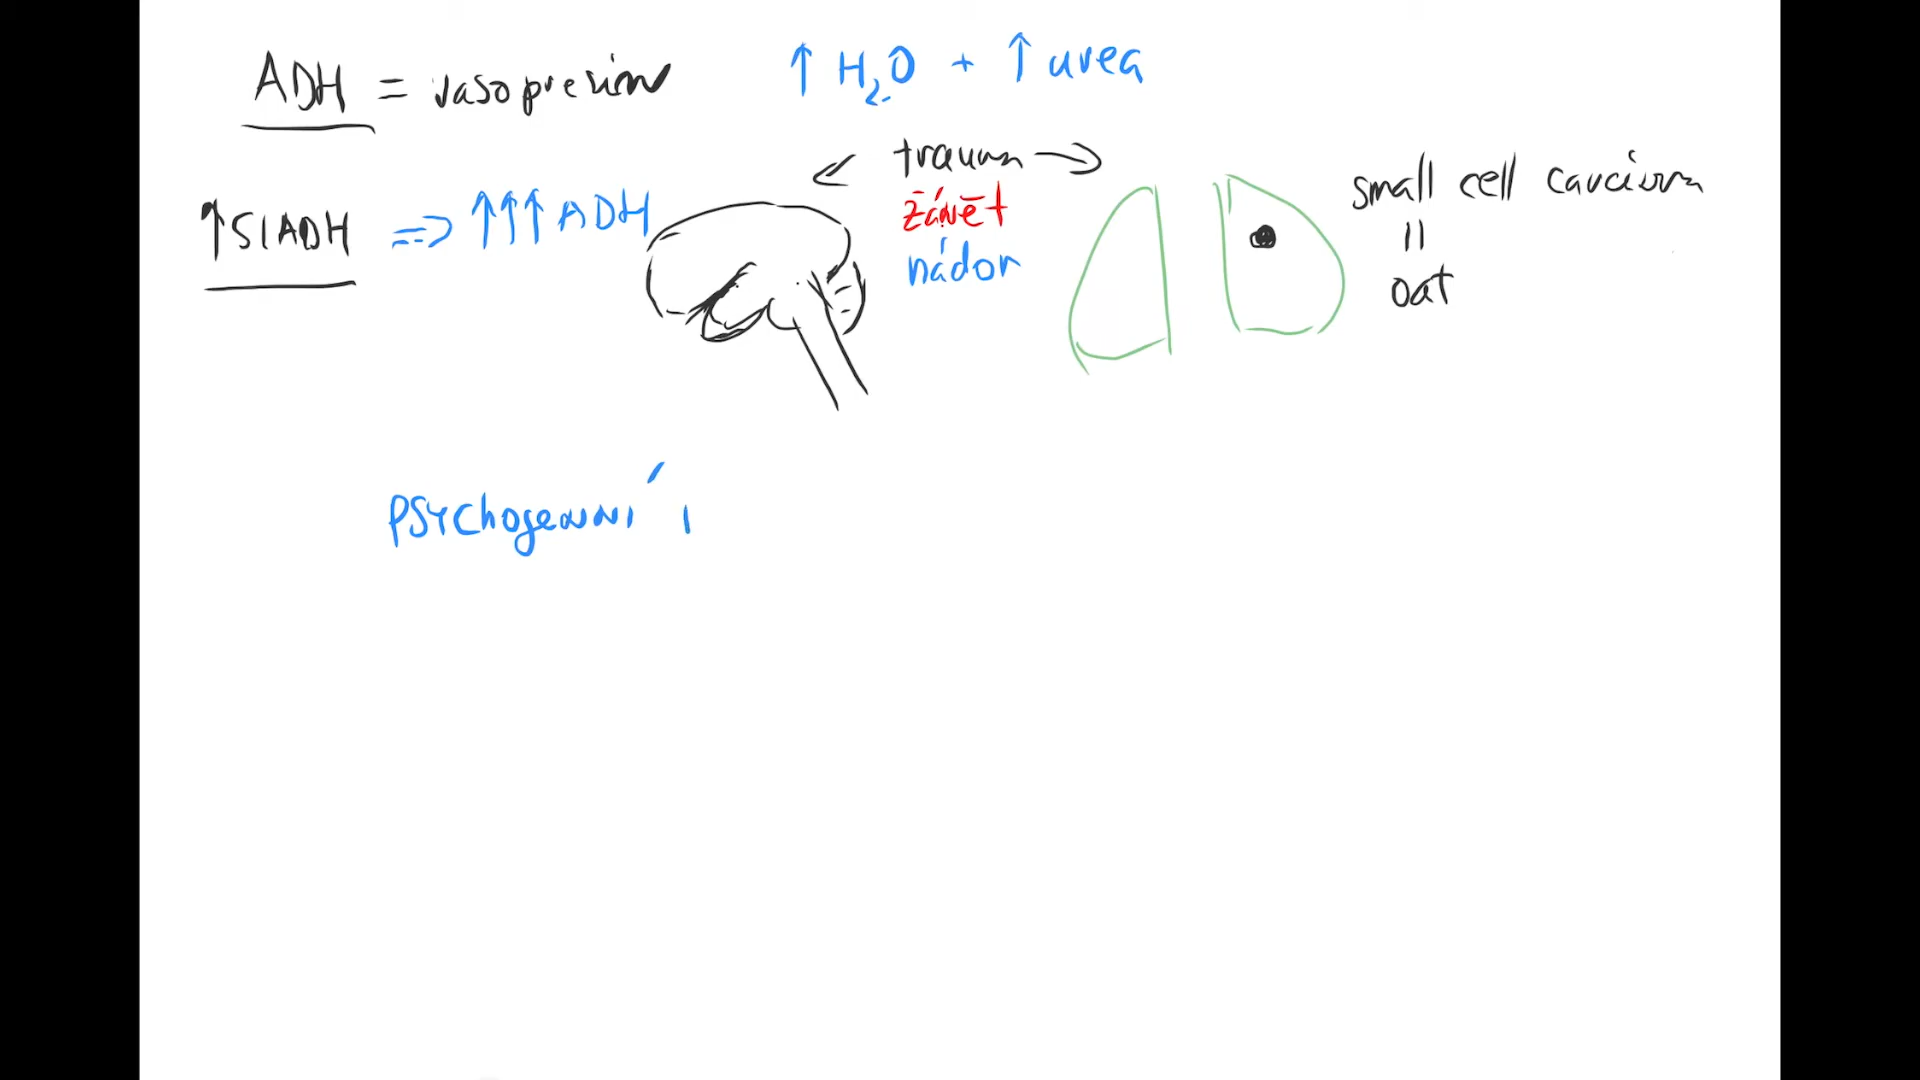 ADH = vasopresin
↑ H₂O + ↑ urea
↑SIADH => ↑↑↑ ADH
trauma
zánět
nádor
small cell carcinom
=
oat
psychogenní